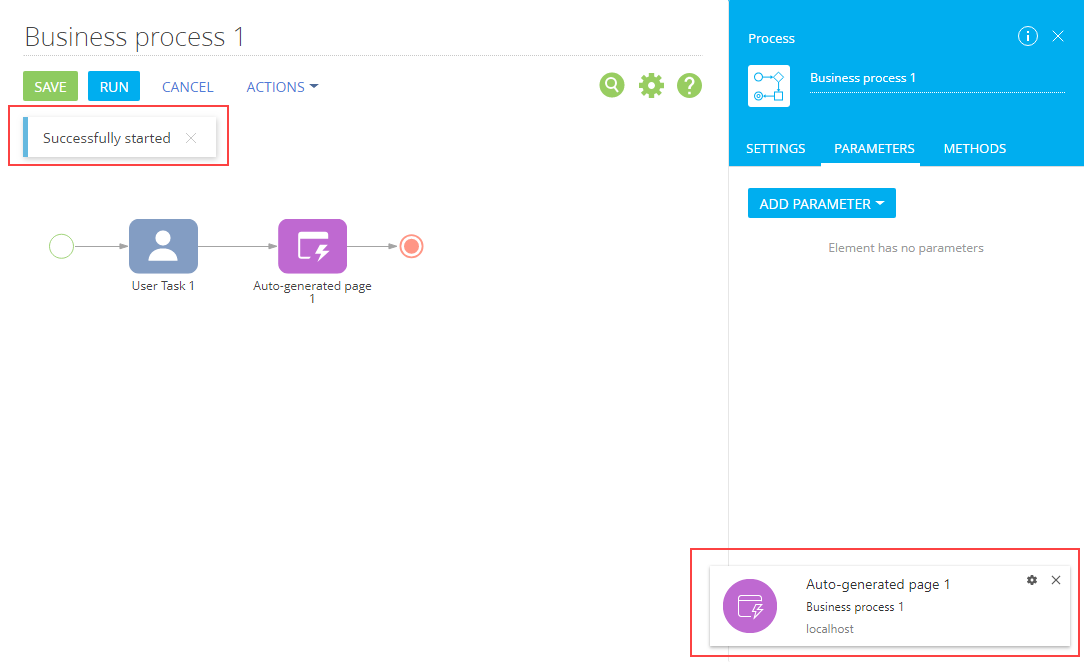 Business process 1
SAVE
RUN
CANCEL
ACTIONS
Successfully started
User Task 1
Auto-generated page
1
Process
Business process 1
SETTINGS
PARAMETERS
METHODS
ADD PARAMETER
Element has no parameters
Auto-generated page 1
Business process 1
localhost